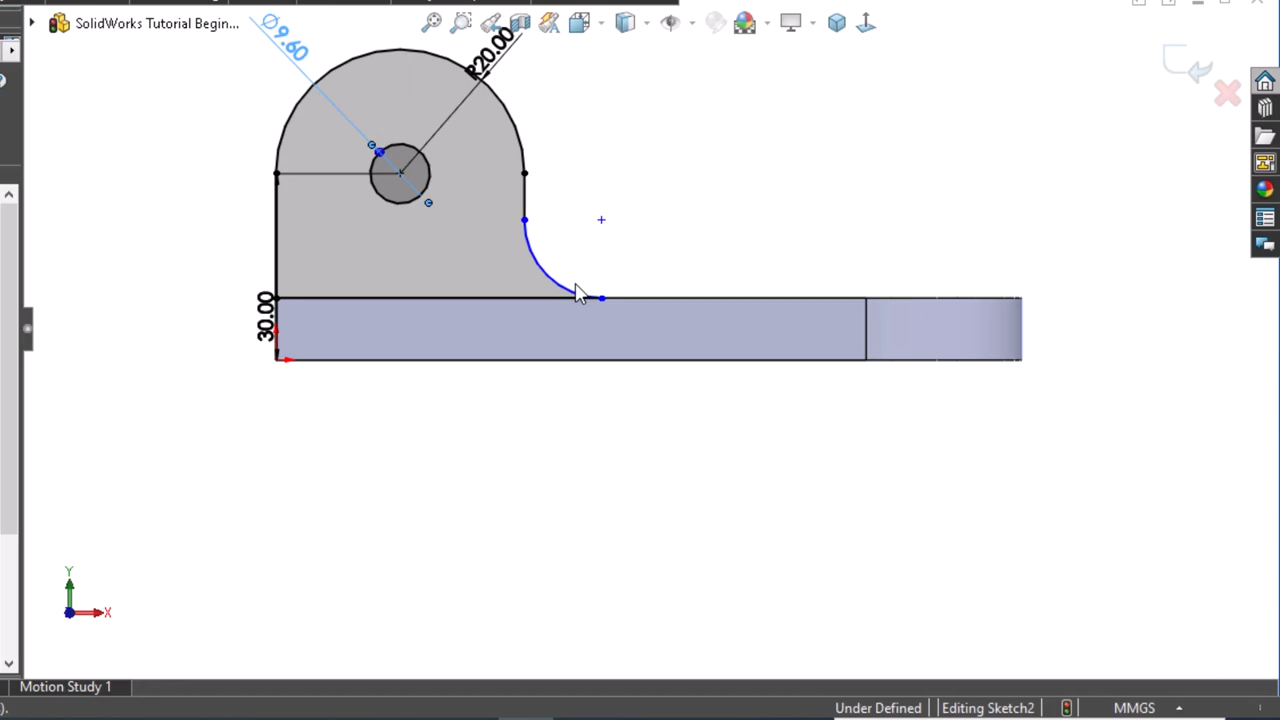 SolidWorks Tutorial Begin...
Ø9.60
R20.00
30.00
Y
X
Motion Study 1
).
Under Defined
Editing Sketch2
MMGS